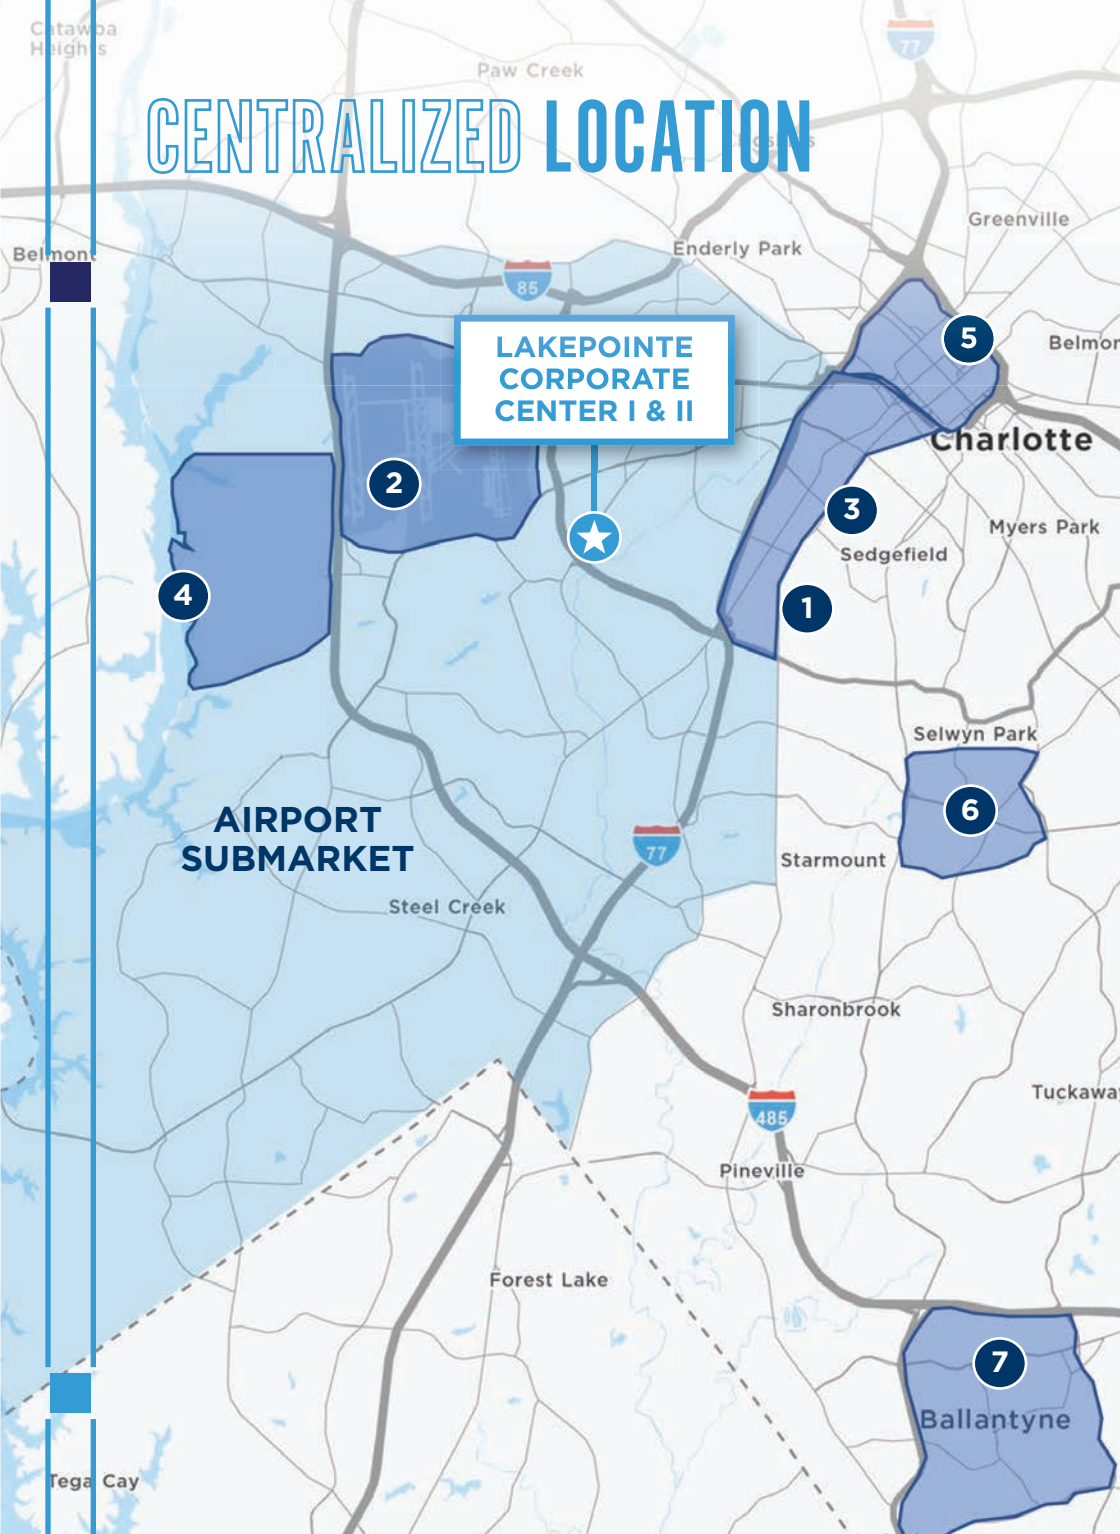 Catawba
Heights
77
Paw Creek
CENTRALIZED LOCATION
Greenville
Belmont
Enderly Park
85
LAKEPOINTE
CORPORATE
CENTER I & II
5
Belmor
Charlotte
2
3
Myers Park
Sedgefield
4
1
Selwyn Park
6
AIRPORT
SUBMARKET
77
Starmount
Steel Creek
Sharonbrook
Tuckaway
485
Pineville
Forest Lake
7
Ballantyne
Tega Cay